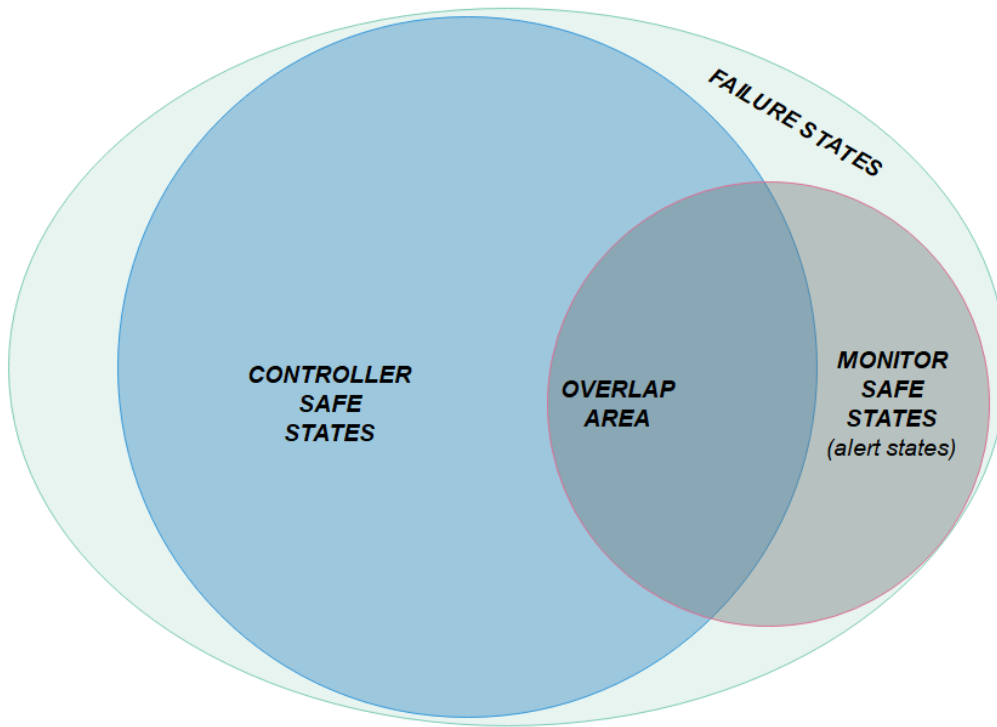 FAILURE STATES
CONTROLLER
SAFE
STATES
OVERLAP
AREA
MONITOR
SAFE
STATES
(alert states)